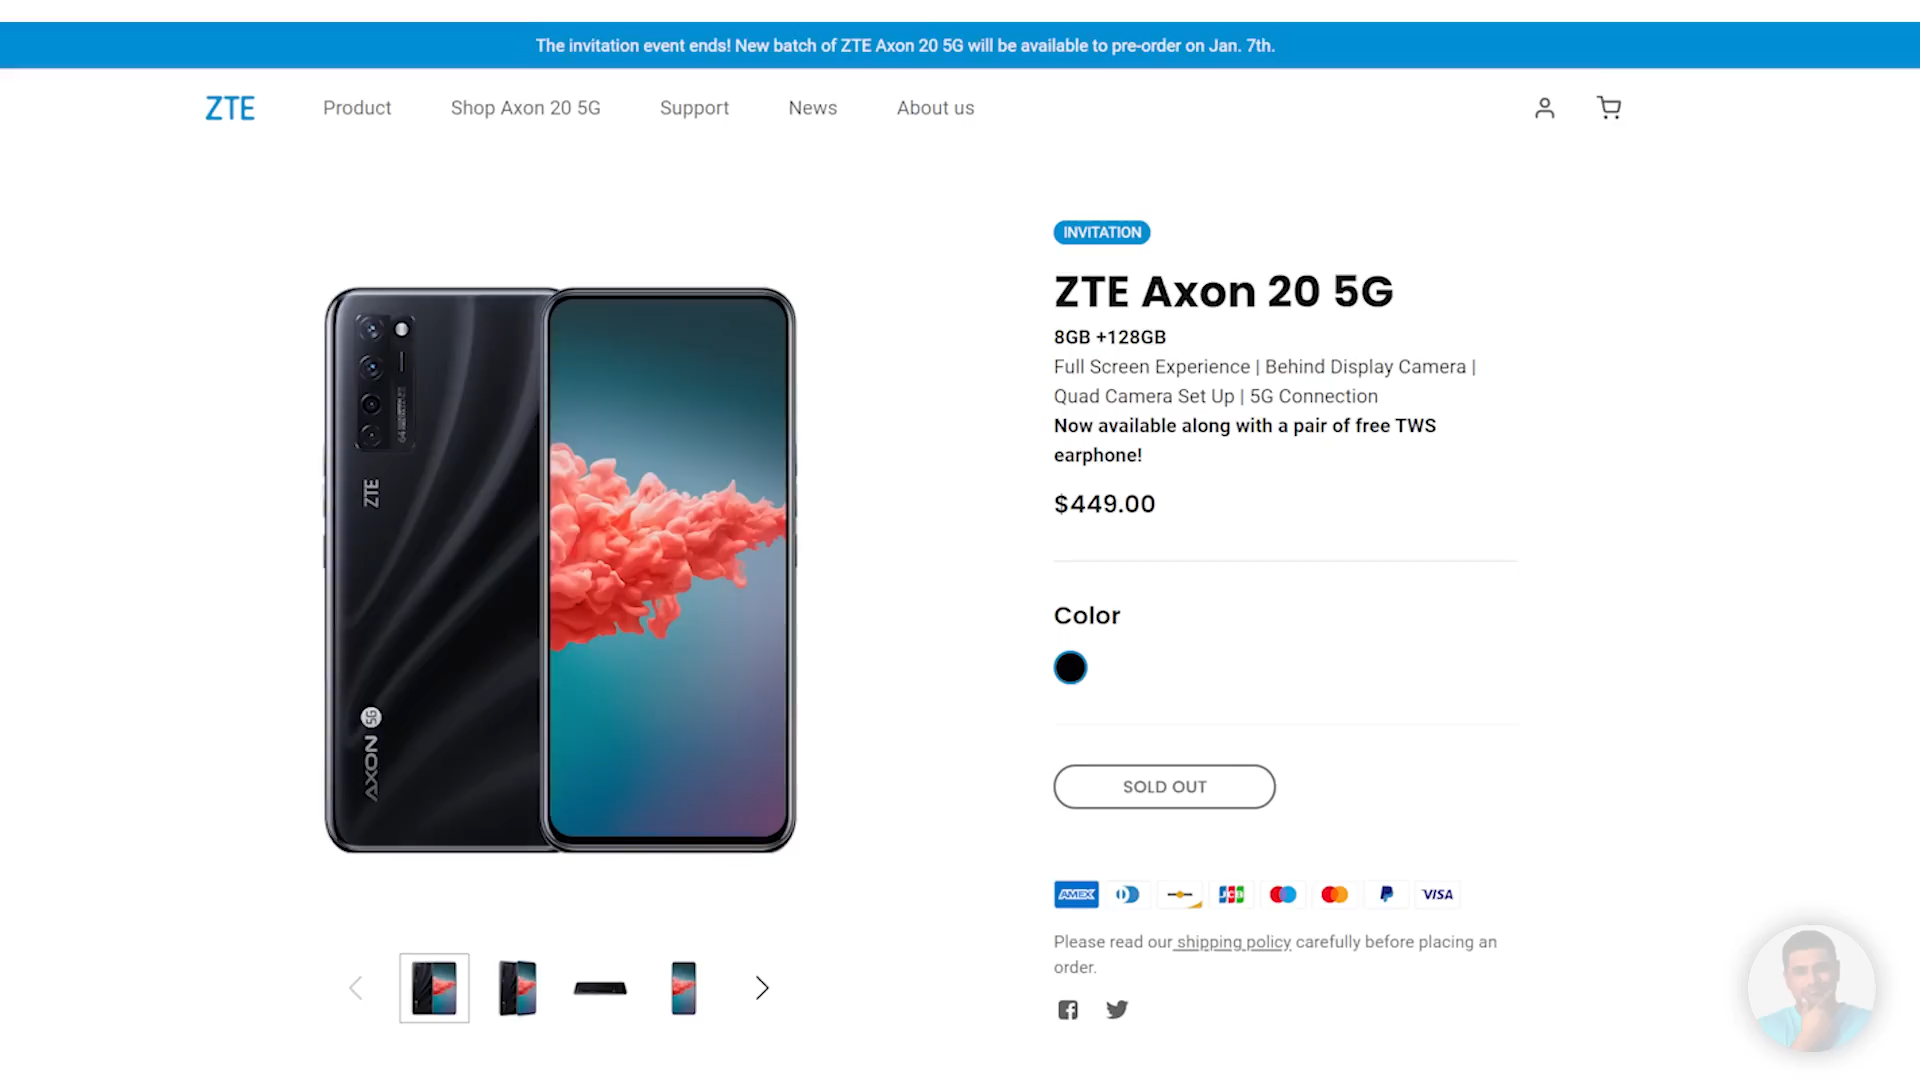 The invitation event ends! New batch of ZTE Axon 20 5G will be available to pre-order on Jan. 7th.
ZTE
Product
Shop Axon 20 5G
Support
News
About us
INVITATION
ZTE Axon 20 5G
8GB +128GB
Full Screen Experience | Behind Display Camera |
Quad Camera Set Up | 5G Connection
Now available along with a pair of free TWS
earphone!
$449.00
Color
SOLD OUT
ZTE
AXON 5G
AMEX
JCB
VISA
Please read our shipping policy carefully before placing an
order.